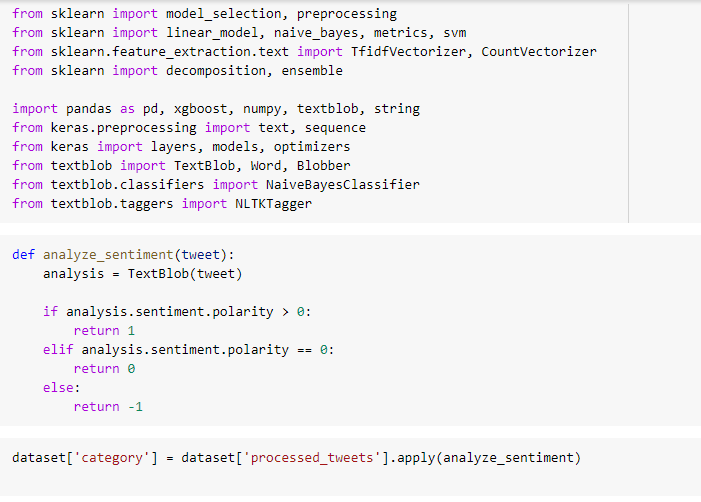 from sklearn import model_selection, preprocessing
from sklearn import linear_model, naive_bayes, metrics, svm
from sklearn.feature_extraction.text import TfidfVectorizer, CountVectorizer
from sklearn import decomposition, ensemble
import pandas as pd, xgboost, numpy, textblob, string
from keras.preprocessing import text, sequence
from keras import layers, models, optimizers
from textblob import TextBlob, Word, Blobber
from textblob.classifiers import NaiveBayesClassifier
from textblob.taggers import NLTKTagger
def analyze_sentiment(tweet):
    analysis = TextBlob(tweet)
    if analysis.sentiment.polarity > 0:
        return 1
    elif analysis.sentiment.polarity == 0:
        return 0
    else:
        return -1
dataset['category'] = dataset['processed_tweets'].apply(analyze_sentiment)